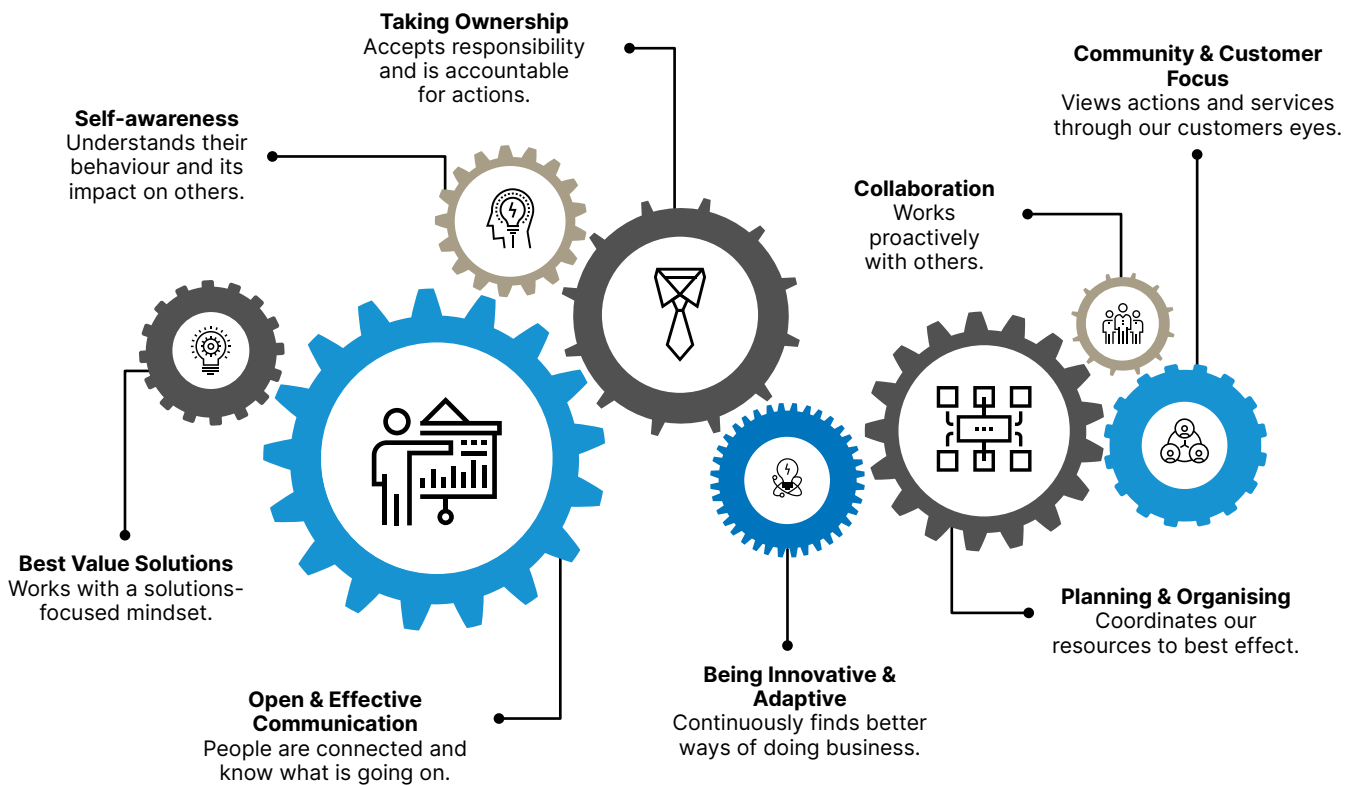 Taking Ownership
Accepts responsibility
and is accountable
for actions.
Community & Customer
Focus
Views actions and services
through our customers eyes.
Self-awareness
Understands their
behaviour and its
impact on others.
Collaboration
Works
proactively
with others.
Best Value Solutions
Works with a solutions-
focused mindset.
Planning & Organising
Coordinates our
resources to best effect.
Being Innovative &
Adaptive
Continuously finds better
ways of doing business.
Open & Effective
Communication
People are connected and
know what is going on.